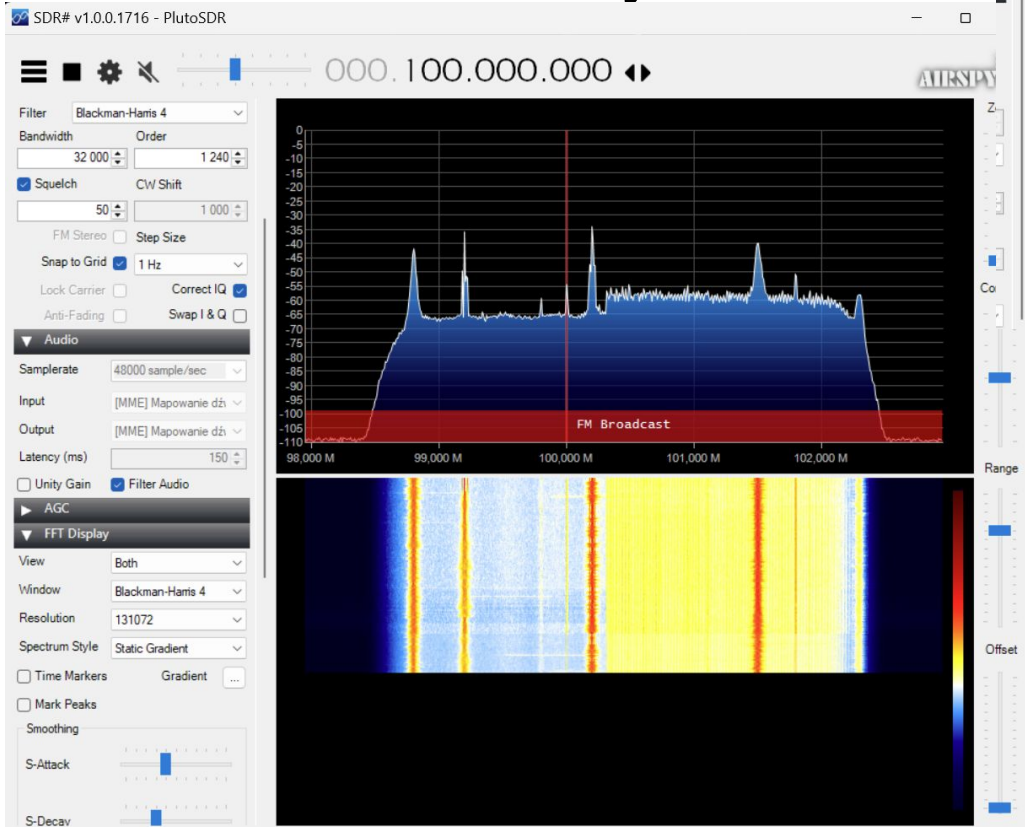 SDR# v1.0.0.1716 - PlutoSDR
000.100.000.000
AIRSPY
Filter Blackman-Harris 4
Bandwidth Order
32 000 1 240
Squelch CW Shift
50 1 000
FM Stereo Step Size
Snap to Grid 1 Hz
Lock Carrier Correct IQ
Anti-Fading Swap I & Q
Audio
Samplerate 48000 sample/sec
Input [MME] Mapowanie dźv
Output [MME] Mapowanie dźv
Latency (ms) 150
Unity Gain Filter Audio
AGC
FFT Display
View Both
Window Blackman-Harris 4
Resolution 131072
Spectrum Style Static Gradient
Time Markers Gradient ...
Mark Peaks
Smoothing
S-Attack
S-Decay
0
-5
-10
-15
-20
-25
-30
-35
-40
-45
-50
-55
-60
-65
-70
-75
-80
-85
-90
-95
-100
-105
-110
FM Broadcast
98,000 M 99,000 M 100,000 M 101,000 M 102,000 M
Range
Offset